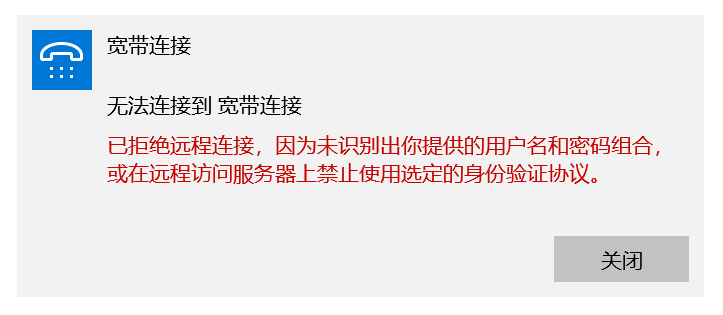 宽带连接
无法连接到 宽带连接
已拒绝远程连接，因为未识别出你提供的用户名和密码组合，
或在远程访问服务器上禁止使用选定的身份验证协议。
关闭